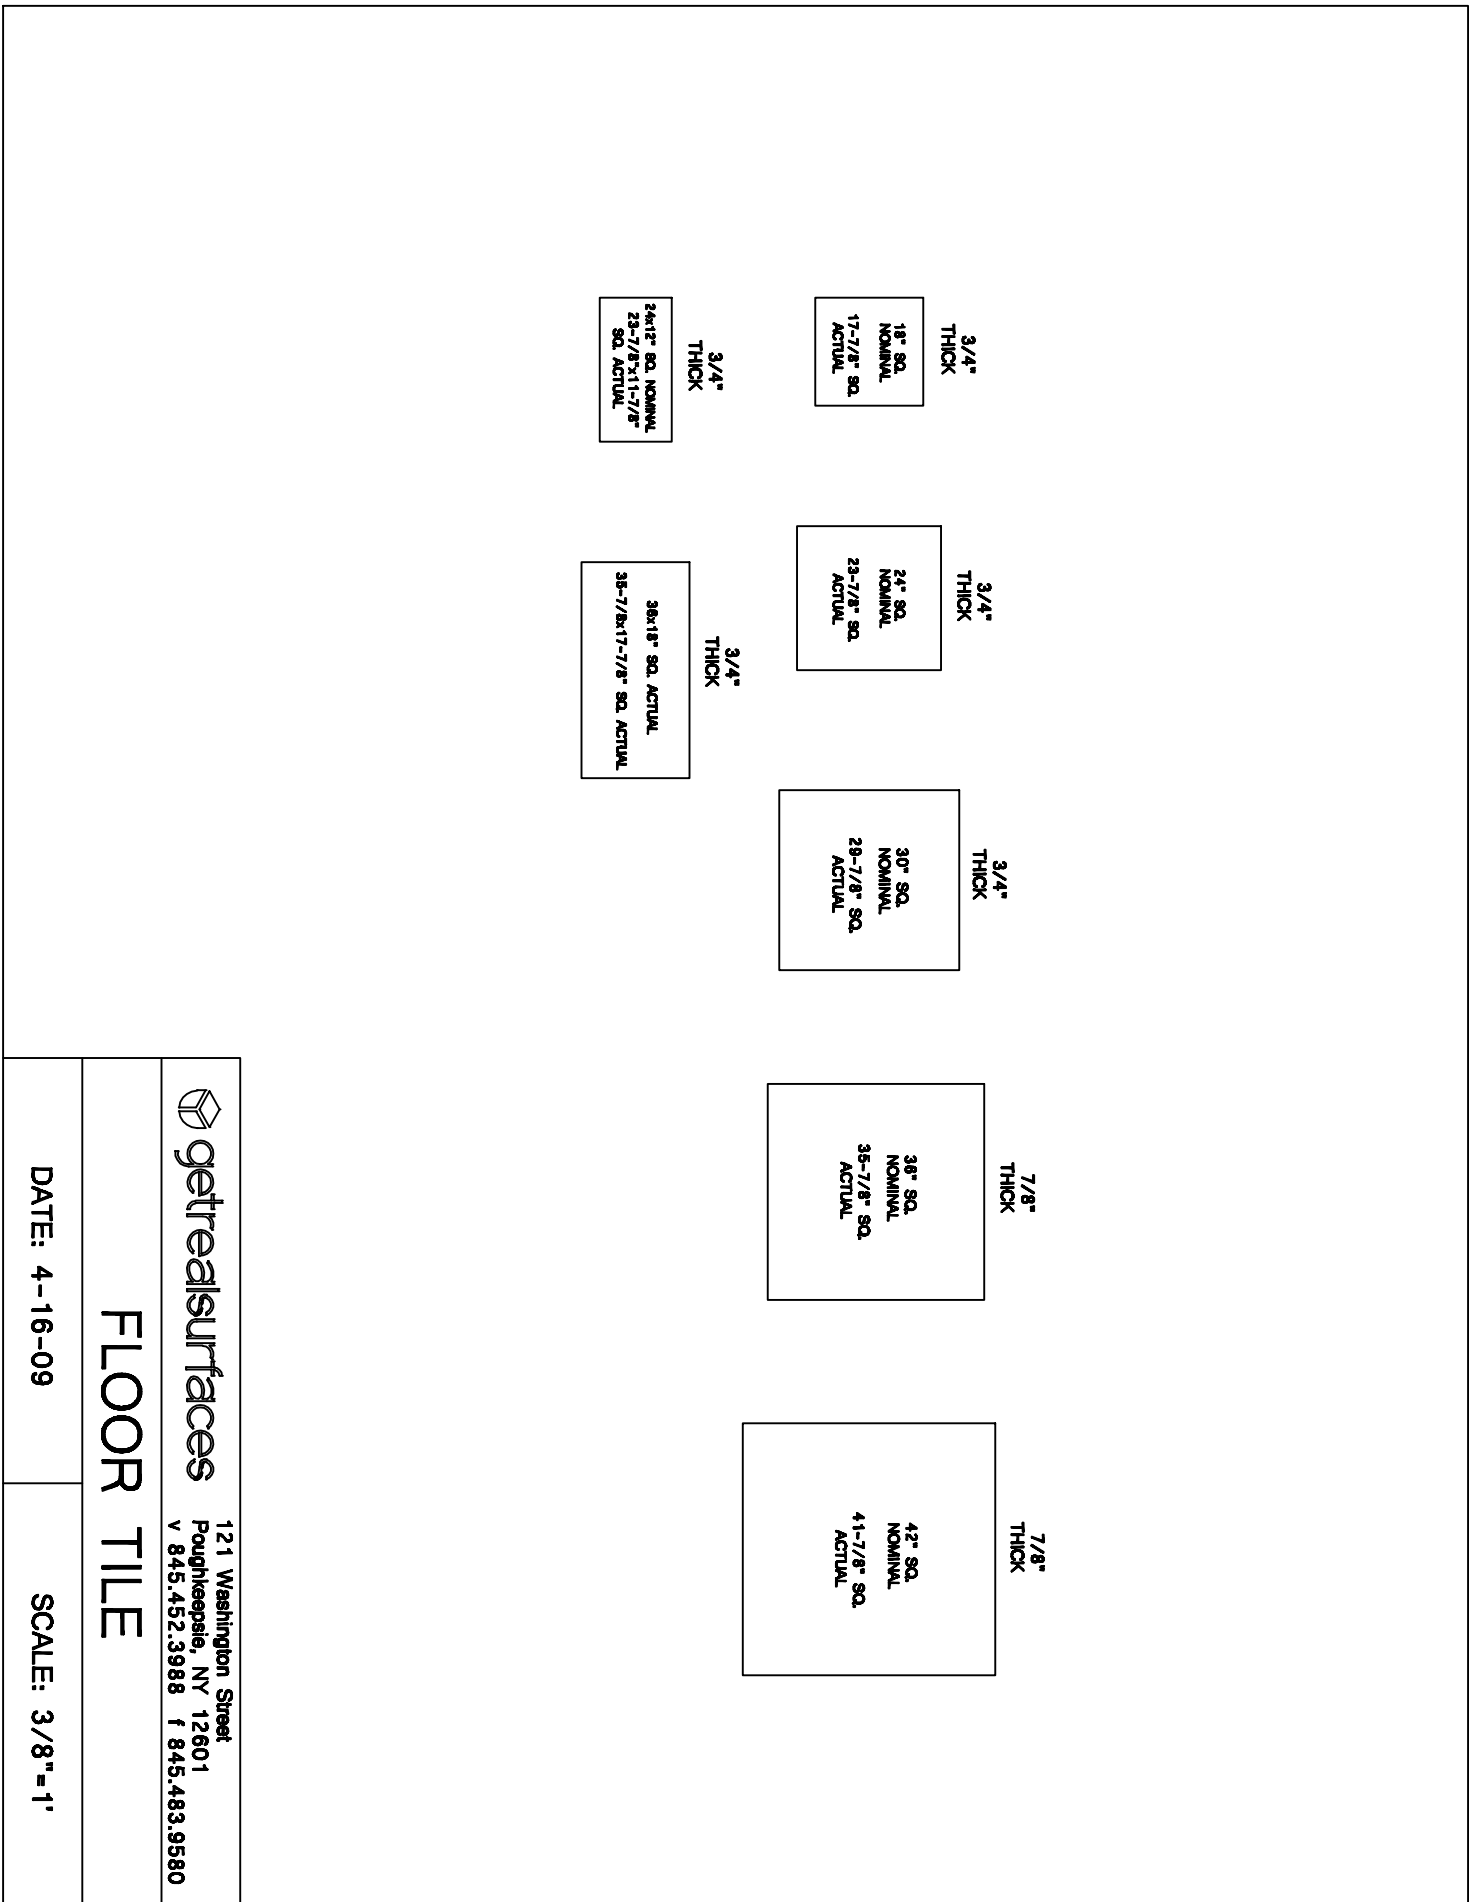 3/4"
THICK
18" SQ.
NOMINAL
17-7/8" SQ.
ACTUAL
3/4"
THICK
24" SQ.
NOMINAL
23-7/8" SQ.
ACTUAL
3/4"
THICK
30" SQ.
NOMINAL
29-7/8" SQ.
ACTUAL
7/8"
THICK
36" SQ.
NOMINAL
35-7/8" SQ.
ACTUAL
7/8"
THICK
42" SQ.
NOMINAL
41-7/8" SQ.
ACTUAL
3/4"
THICK
24x12" SQ. NOMINAL
23-7/8"x11-7/8"
SQ. ACTUAL
3/4"
THICK
36x18" SQ. ACTUAL
35-7/8x17-7/8" SQ. ACTUAL
getrealsurfaces
121 Washington Street
Poughkeepsie, NY 12601
v 845.452.3988 f 845.483.9580
FLOOR TILE
DATE: 4-16-09
SCALE: 3/8"=1'